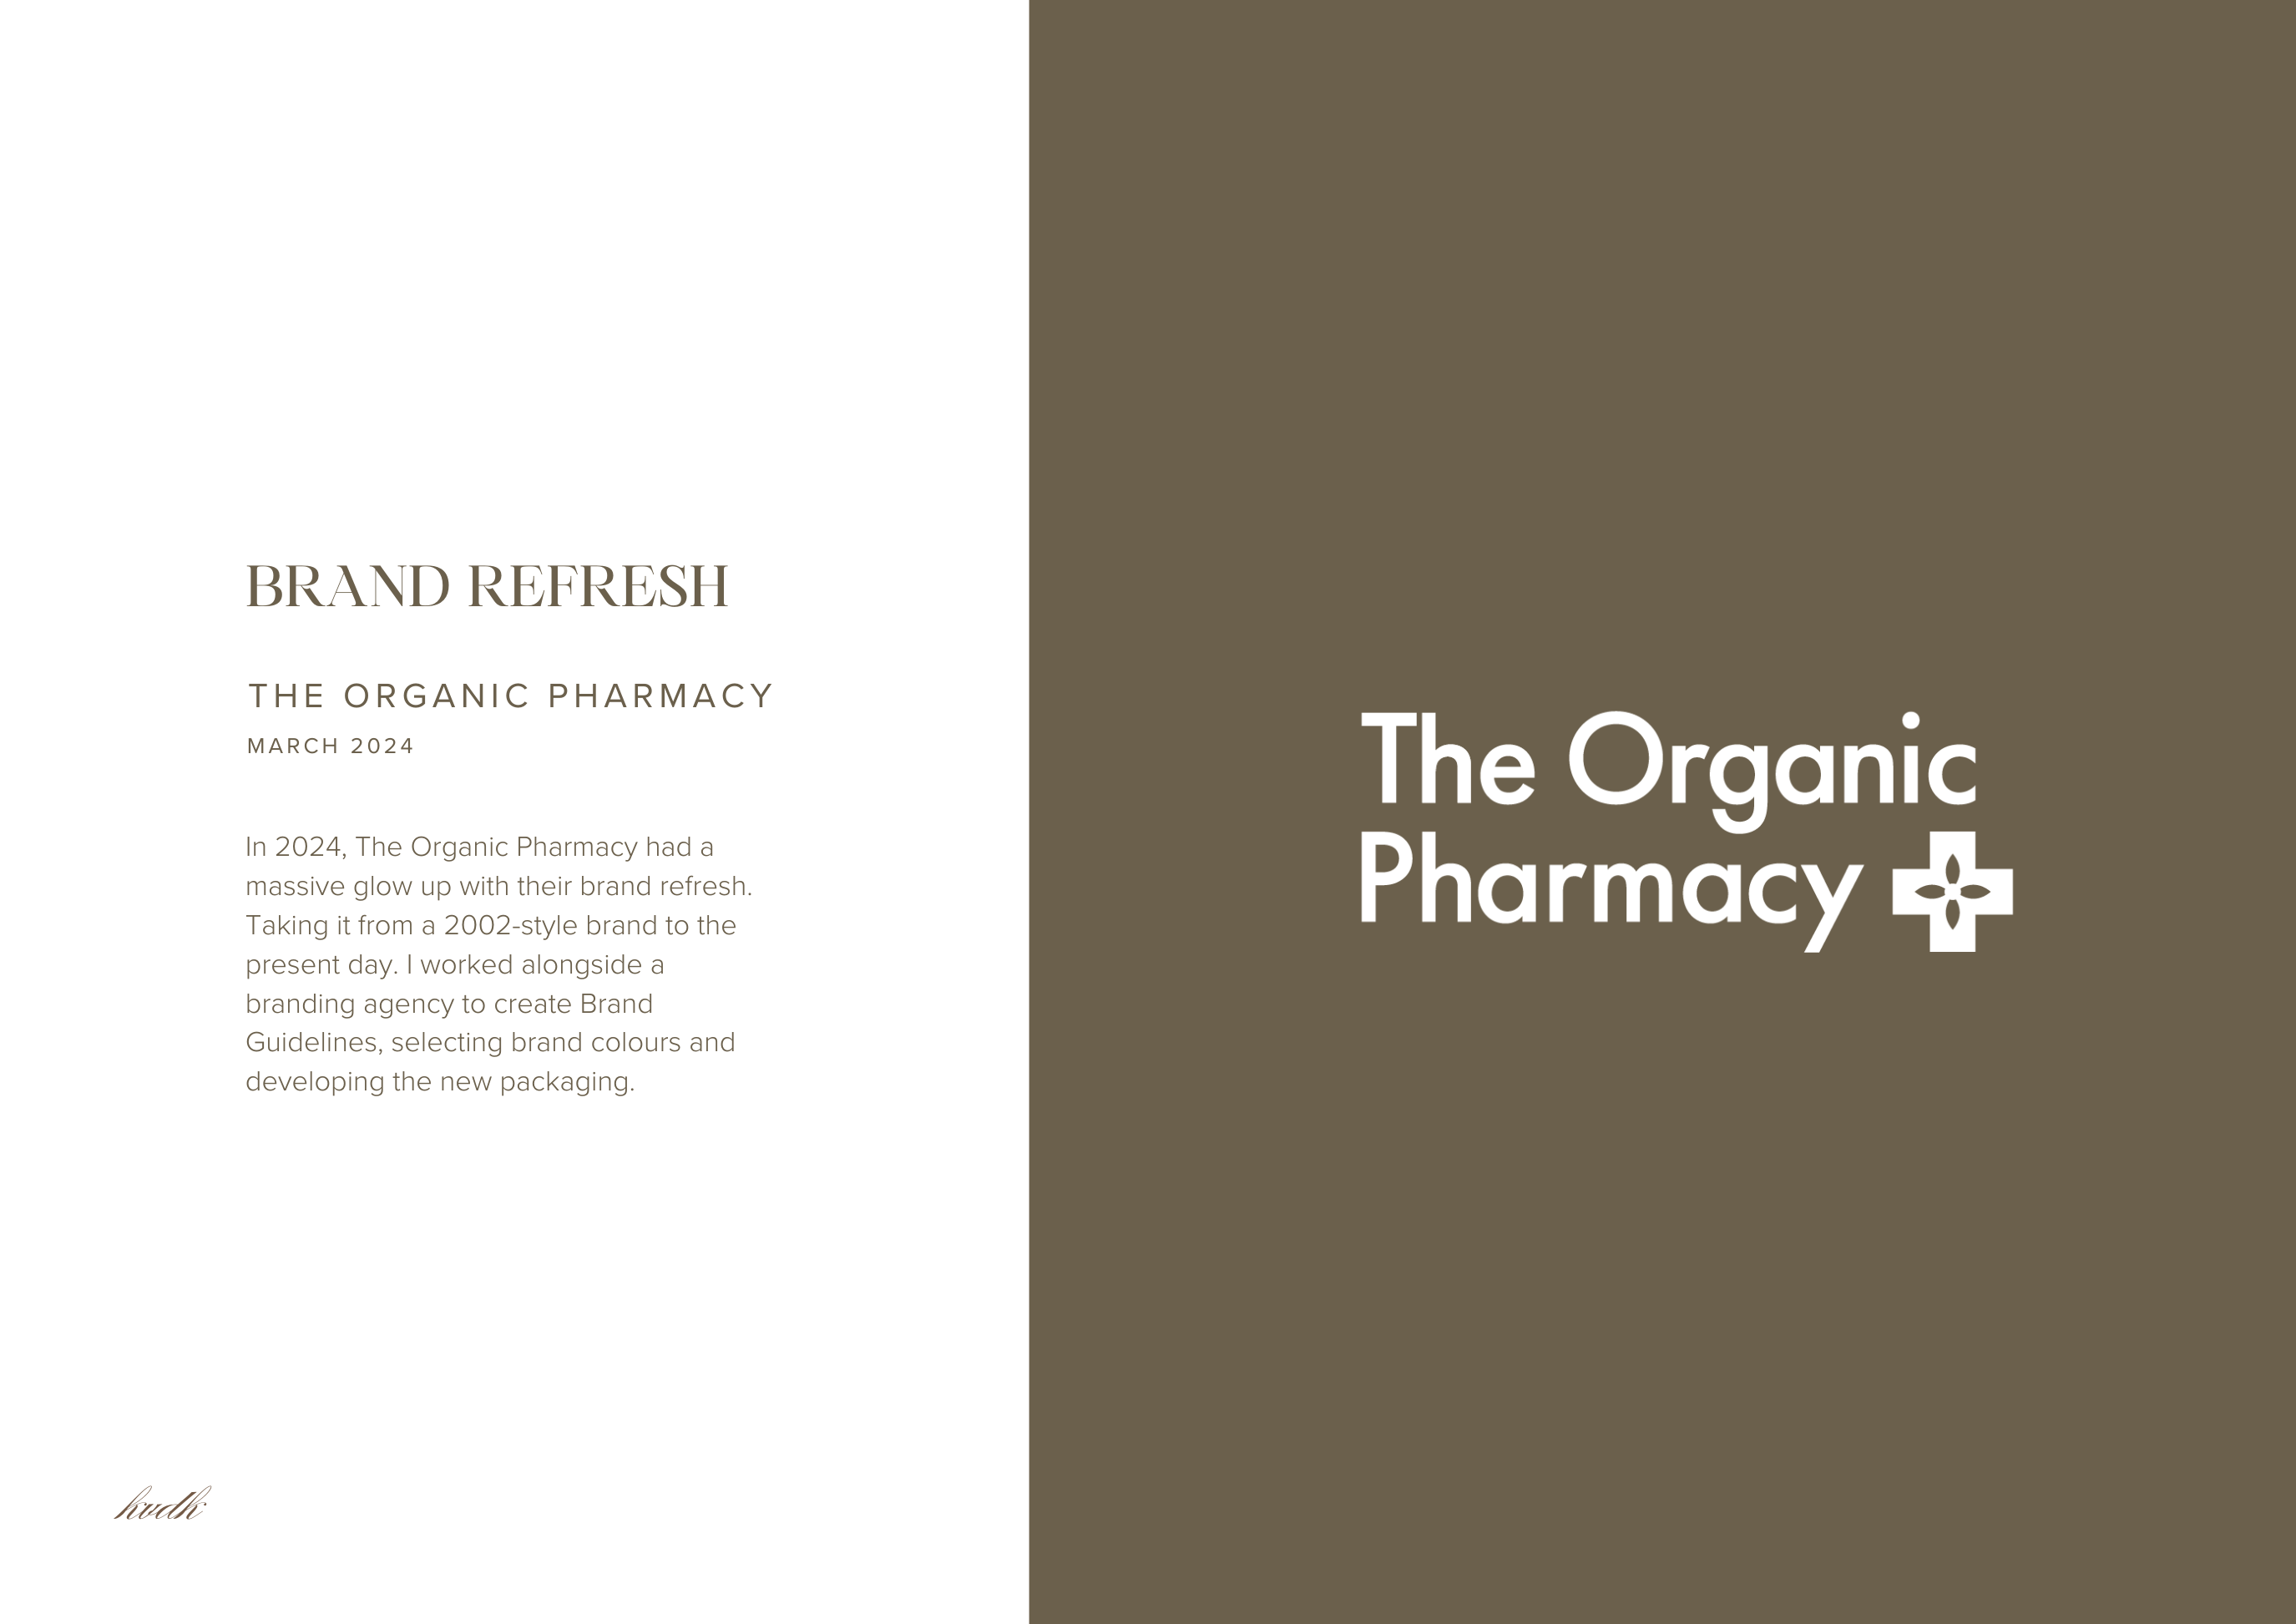 BRAND REFRESH
THE ORGANIC PHARMACY
MARCH 2024
In 2024, The Organic Pharmacy had a
massive glow up with their brand refresh.
Taking it from a 2002-style brand to the
present day. I worked alongside a
branding agency to create Brand
Guidelines, selecting brand colours and
developing the new packaging.
hvdk
The Organic
Pharmacy